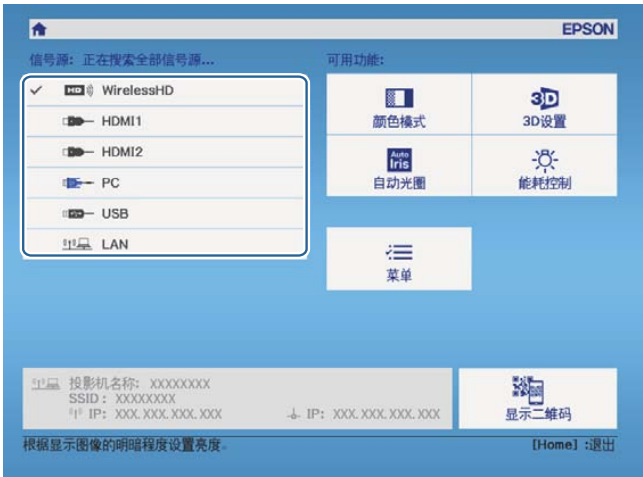 EPSON
信号源: 正在搜索全部信号源...
WirelessHD
HDMI1
HDMI2
PC
USB
LAN
可用功能:
颜色模式
3D
3D设置
Auto Iris
自动光圈
能耗控制
菜单
投影机名称: XXXXXXXX
SSID : XXXXXXXX
IP: XXX. XXX. XXX. XXX
IP: XXX. XXX. XXX. XXX
显示二维码
根据显示图像的明暗程度设置亮度。
[Home] :退出